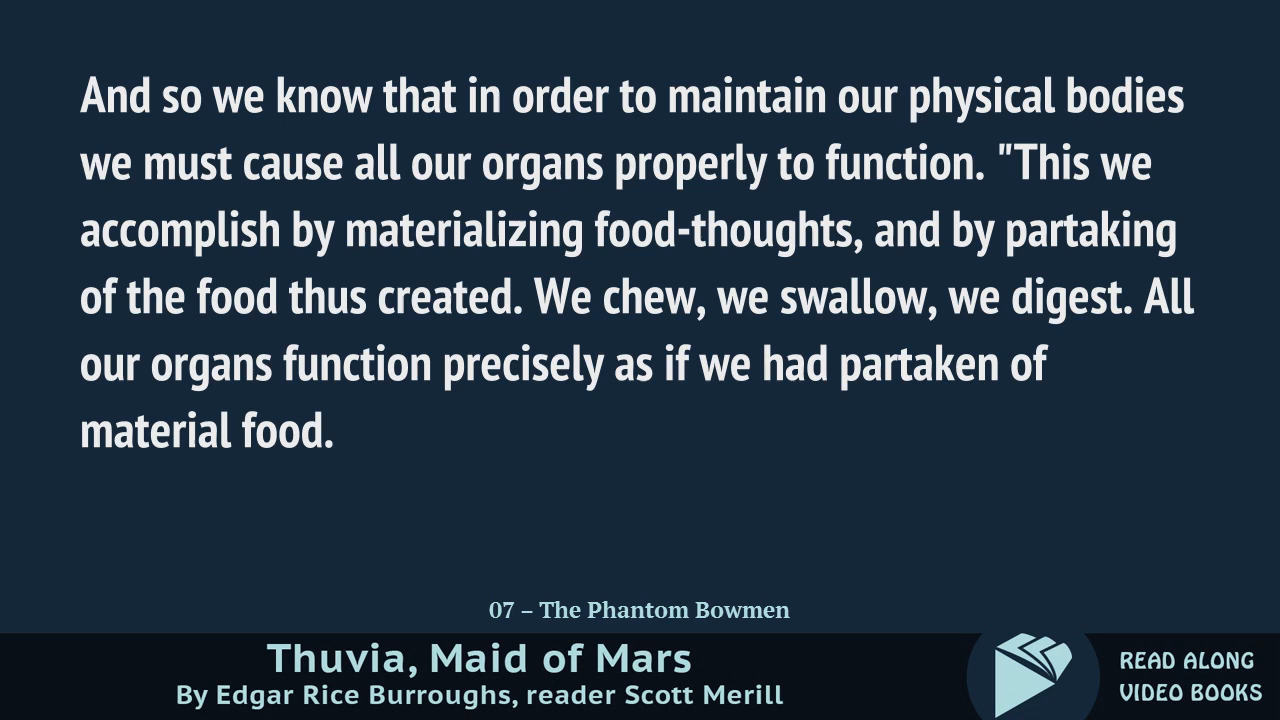 And so we know that in order to maintain our physical bodies
we must cause all our organs properly to function. "This we
accomplish by materializing food-thoughts, and by partaking
of the food thus created. We chew, we swallow, we digest. All
our organs function precisely as if we had partaken of
material food.
07 – The Phantom Bowmen
Thuvia, Maid of Mars
By Edgar Rice Burroughs, reader Scott Merill
READ ALONG
VIDEO BOOKS